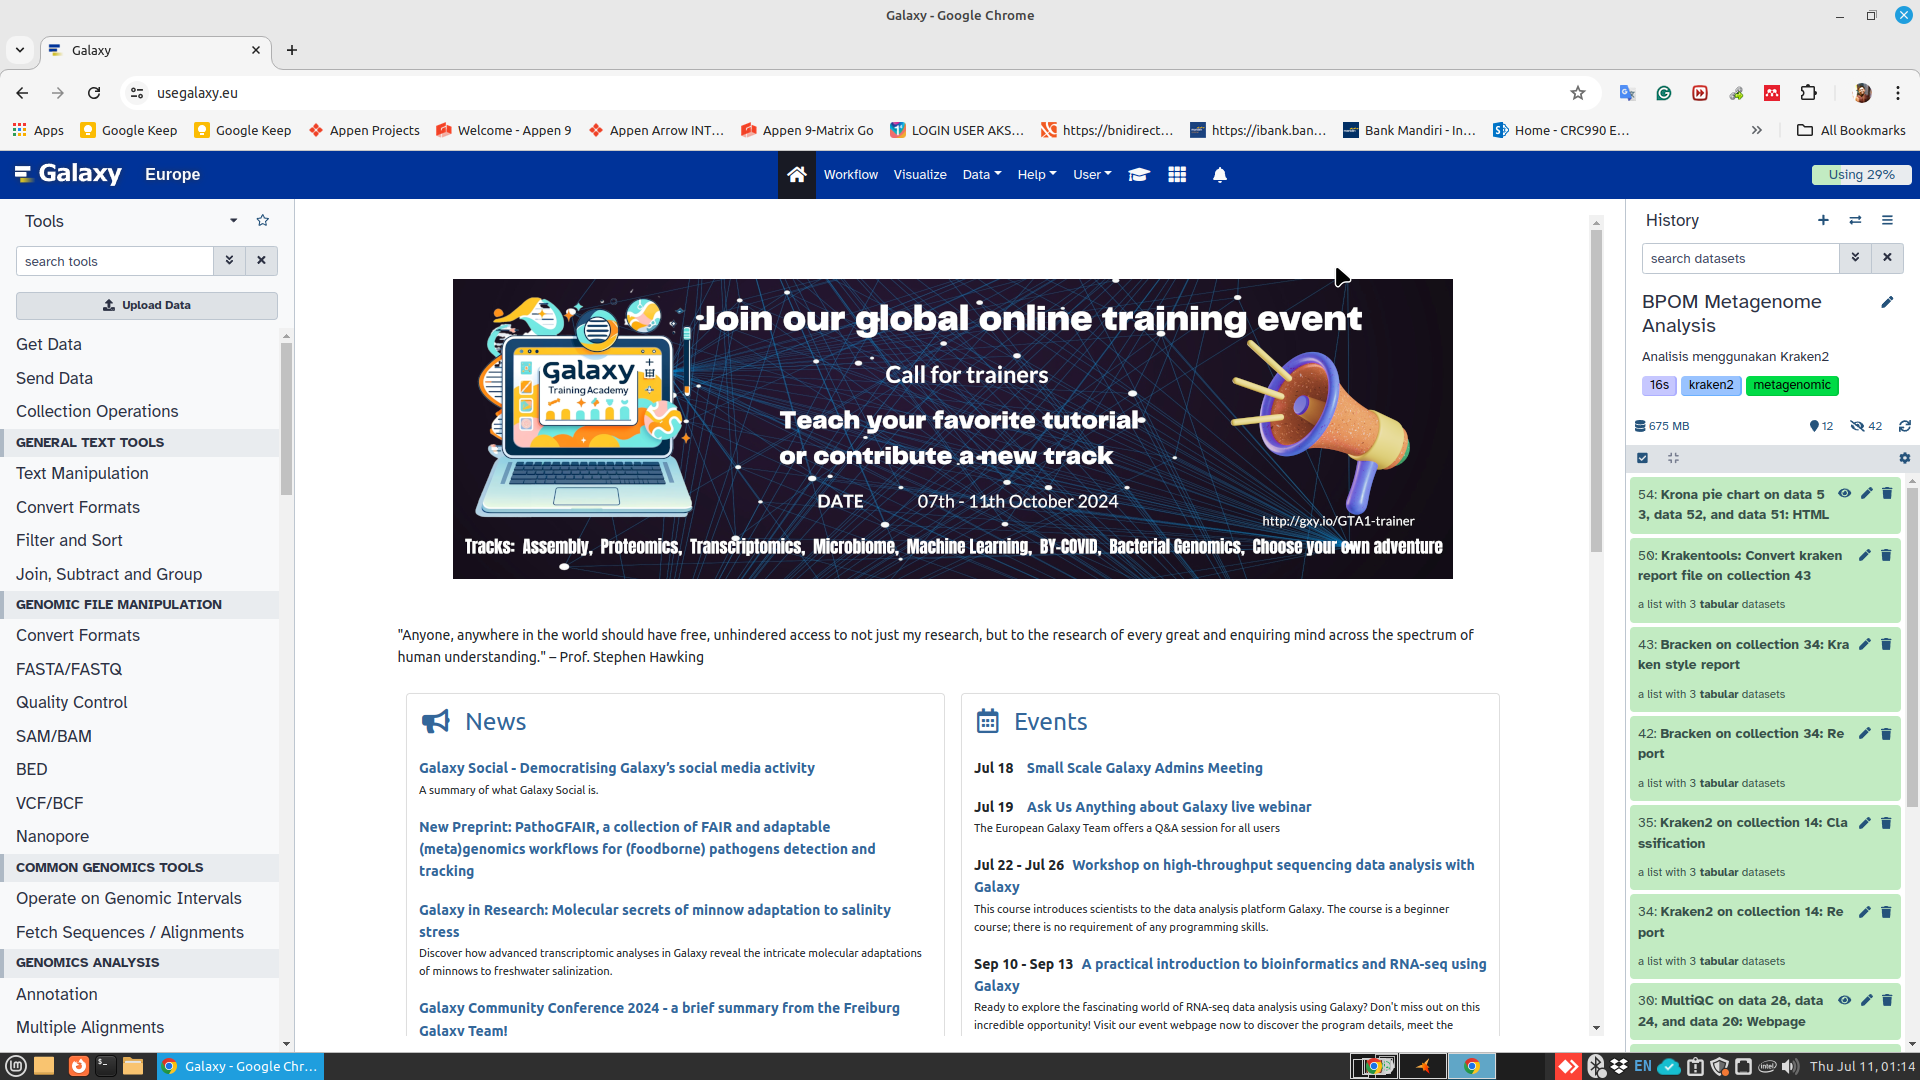 Galaxy - Google Chrome
Galaxy
usegalaxy.eu
Apps
Google Keep
Google Keep
Appen Projects
Welcome - Appen 9
Appen Arrow INT...
Appen 9-Matrix Go
LOGIN USER AKS...
https://bnidirect...
https://ibank.ban...
Bank Mandiri - In...
Home - CRC990 E...
All Bookmarks
Galaxy Europe
Workflow
Visualize
Data
Help
User
Using 29%
Tools
search tools
Upload Data
Get Data
Send Data
Collection Operations
GENERAL TEXT TOOLS
Text Manipulation
Convert Formats
Filter and Sort
Join, Subtract and Group
GENOMIC FILE MANIPULATION
Convert Formats
FASTA/FASTQ
Quality Control
SAM/BAM
BED
VCF/BCF
Nanopore
COMMON GENOMICS TOOLS
Operate on Genomic Intervals
Fetch Sequences / Alignments
GENOMICS ANALYSIS
Annotation
Multiple Alignments
Galaxy
Training Academy
Join our global online training event
Call for trainers
Teach your favorite tutorial
or contribute a new track
DATE 07th - 11th October 2024
http://gxy.io/GTA1-trainer
Tracks: Assembly, Proteomics, Transcriptomics, Microbiome, Machine Learning, BY-COVID, Bacterial Genomics, Choose your own adventure
"Anyone, anywhere in the world should have free, unhindered access to not just my research, but to the research of every great and enquiring mind across the spectrum of
human understanding." – Prof. Stephen Hawking
News
Galaxy Social - Democratising Galaxy's social media activity
A summary of what Galaxy Social is.
New Preprint: PathoGFAIR, a collection of FAIR and adaptable
(meta)genomics workflows for (foodborne) pathogens detection and
tracking
Galaxy in Research: Molecular secrets of minnow adaptation to salinity
stress
Discover how advanced transcriptomic analyses in Galaxy reveal the intricate molecular adaptations
of minnows to freshwater salinization.
Galaxy Community Conference 2024 - a brief summary from the Freiburg
Galaxy Team!
Events
Jul 18 Small Scale Galaxy Admins Meeting
Jul 19 Ask Us Anything about Galaxy live webinar
The European Galaxy Team offers a Q&A session for all users
Jul 22 - Jul 26 Workshop on high-throughput sequencing data analysis with
Galaxy
This course introduces scientists to the data analysis platform Galaxy. The course is a beginner
course; there is no requirement of any programming skills.
Sep 10 - Sep 13 A practical introduction to bioinformatics and RNA-seq using
Galaxy
Ready to explore the fascinating world of RNA-seq data analysis using Galaxy? Don't miss out on this
incredible opportunity! Visit our event webpage now to discover the program details, meet the
History
search datasets
BPOM Metagenome
Analysis
Analisis menggunakan Kraken2
16s kraken2 metagenomic
675 MB 12 42
54: Krona pie chart on data 5
3, data 52, and data 51: HTML
50: Krakentools: Convert kraken
report file on collection 43
a list with 3 tabular datasets
43: Bracken on collection 34: Kra
ken style report
a list with 3 tabular datasets
42: Bracken on collection 34: Re
port
a list with 3 tabular datasets
35: Kraken2 on collection 14: Cla
ssification
a list with 3 tabular datasets
34: Kraken2 on collection 14: Re
port
a list with 3 tabular datasets
30: MultiQC on data 28, data
24, and data 20: Webpage
Galaxy - Google Chr...
EN
intel
Thu Jul 11, 01:14